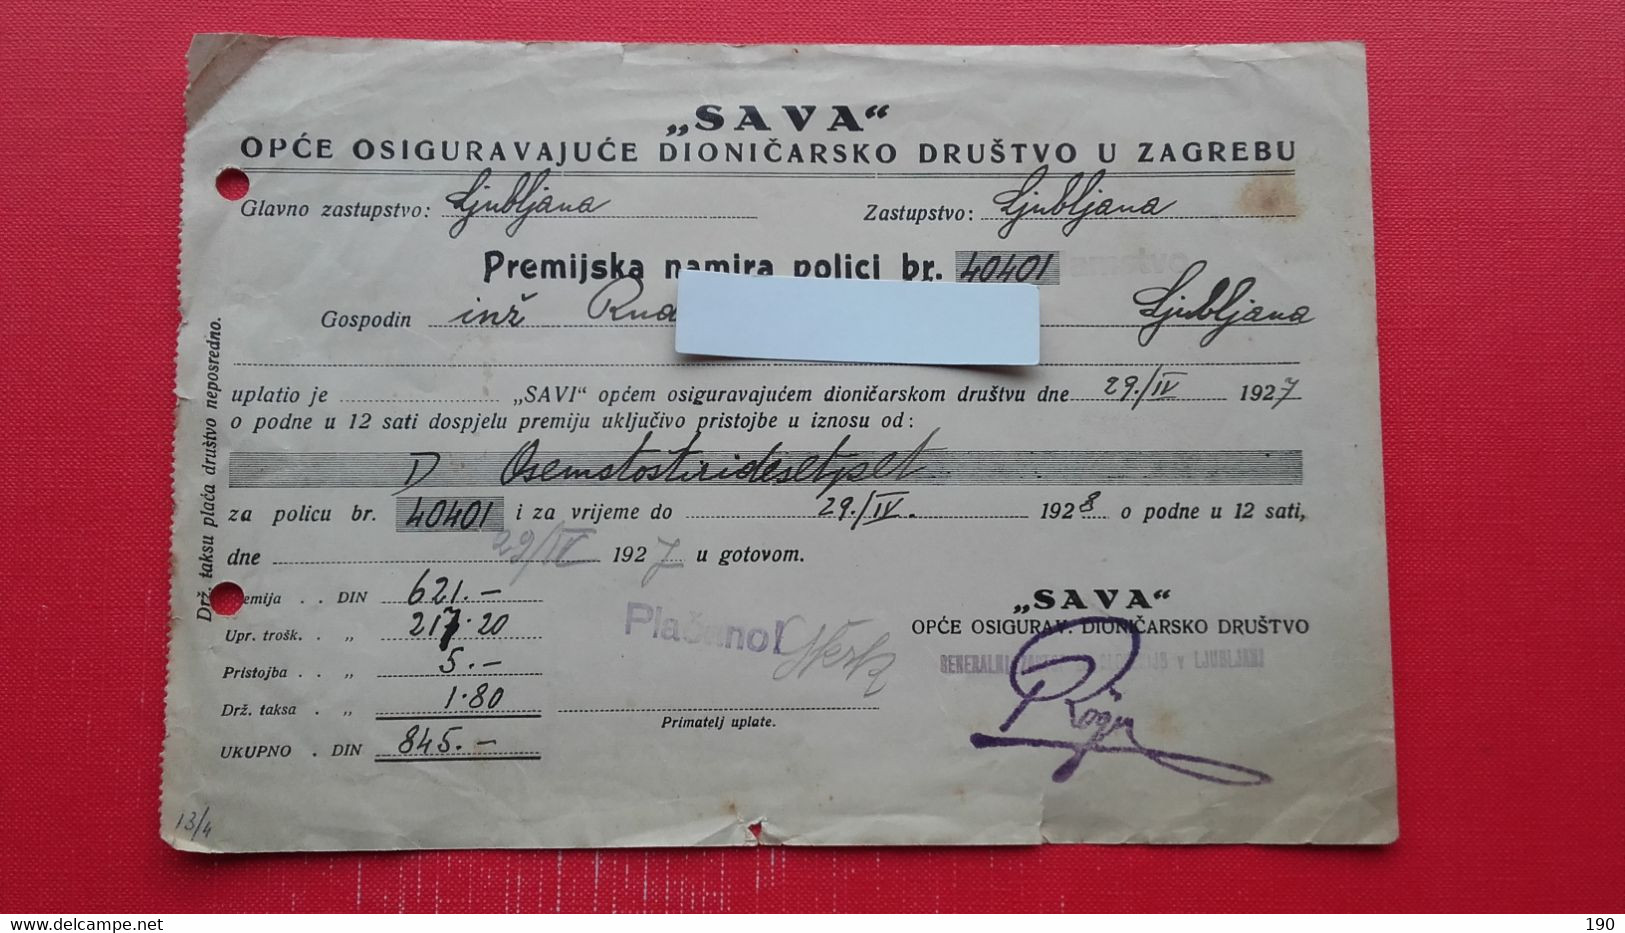 „SAVA“
OPĆE OSIGURAVAJUĆE DIONIČARSKO DRUŠTVO U ZAGREBU
Glavno zastupstvo: Ljubljana Zastupstvo: Ljubljana
Premijska namira polici br. 40401
Gospodin inž Rud Ljubljana
uplatio je „SAVI“ općem osiguravajućem dioničarskom društvu dne 29./IV 1927
o podne u 12 sati dospjelu premiju uključivo pristojbe u iznosu od:
D Osemstostiridesetpet
za policu br. 40401 i za vrijeme do 29./IV. 1928 o podne u 12 sati,
dne 29/IV 1927 u gotovom.
Drž. taksu plaća društvo neposredno.
emija . . DIN 621.-
Upr. trošk. . „ 217.20
Pristojba . . „ 5.-
Drž. taksa . „ 1.80
UKUPNO . DIN 845.-
Plačano!
Primatelj uplate.
„SAVA“
OPĆE OSIGURAV. DIONIČARSKO DRUŠTVO
GENERALNI V LJUBLJANI
13/4
190